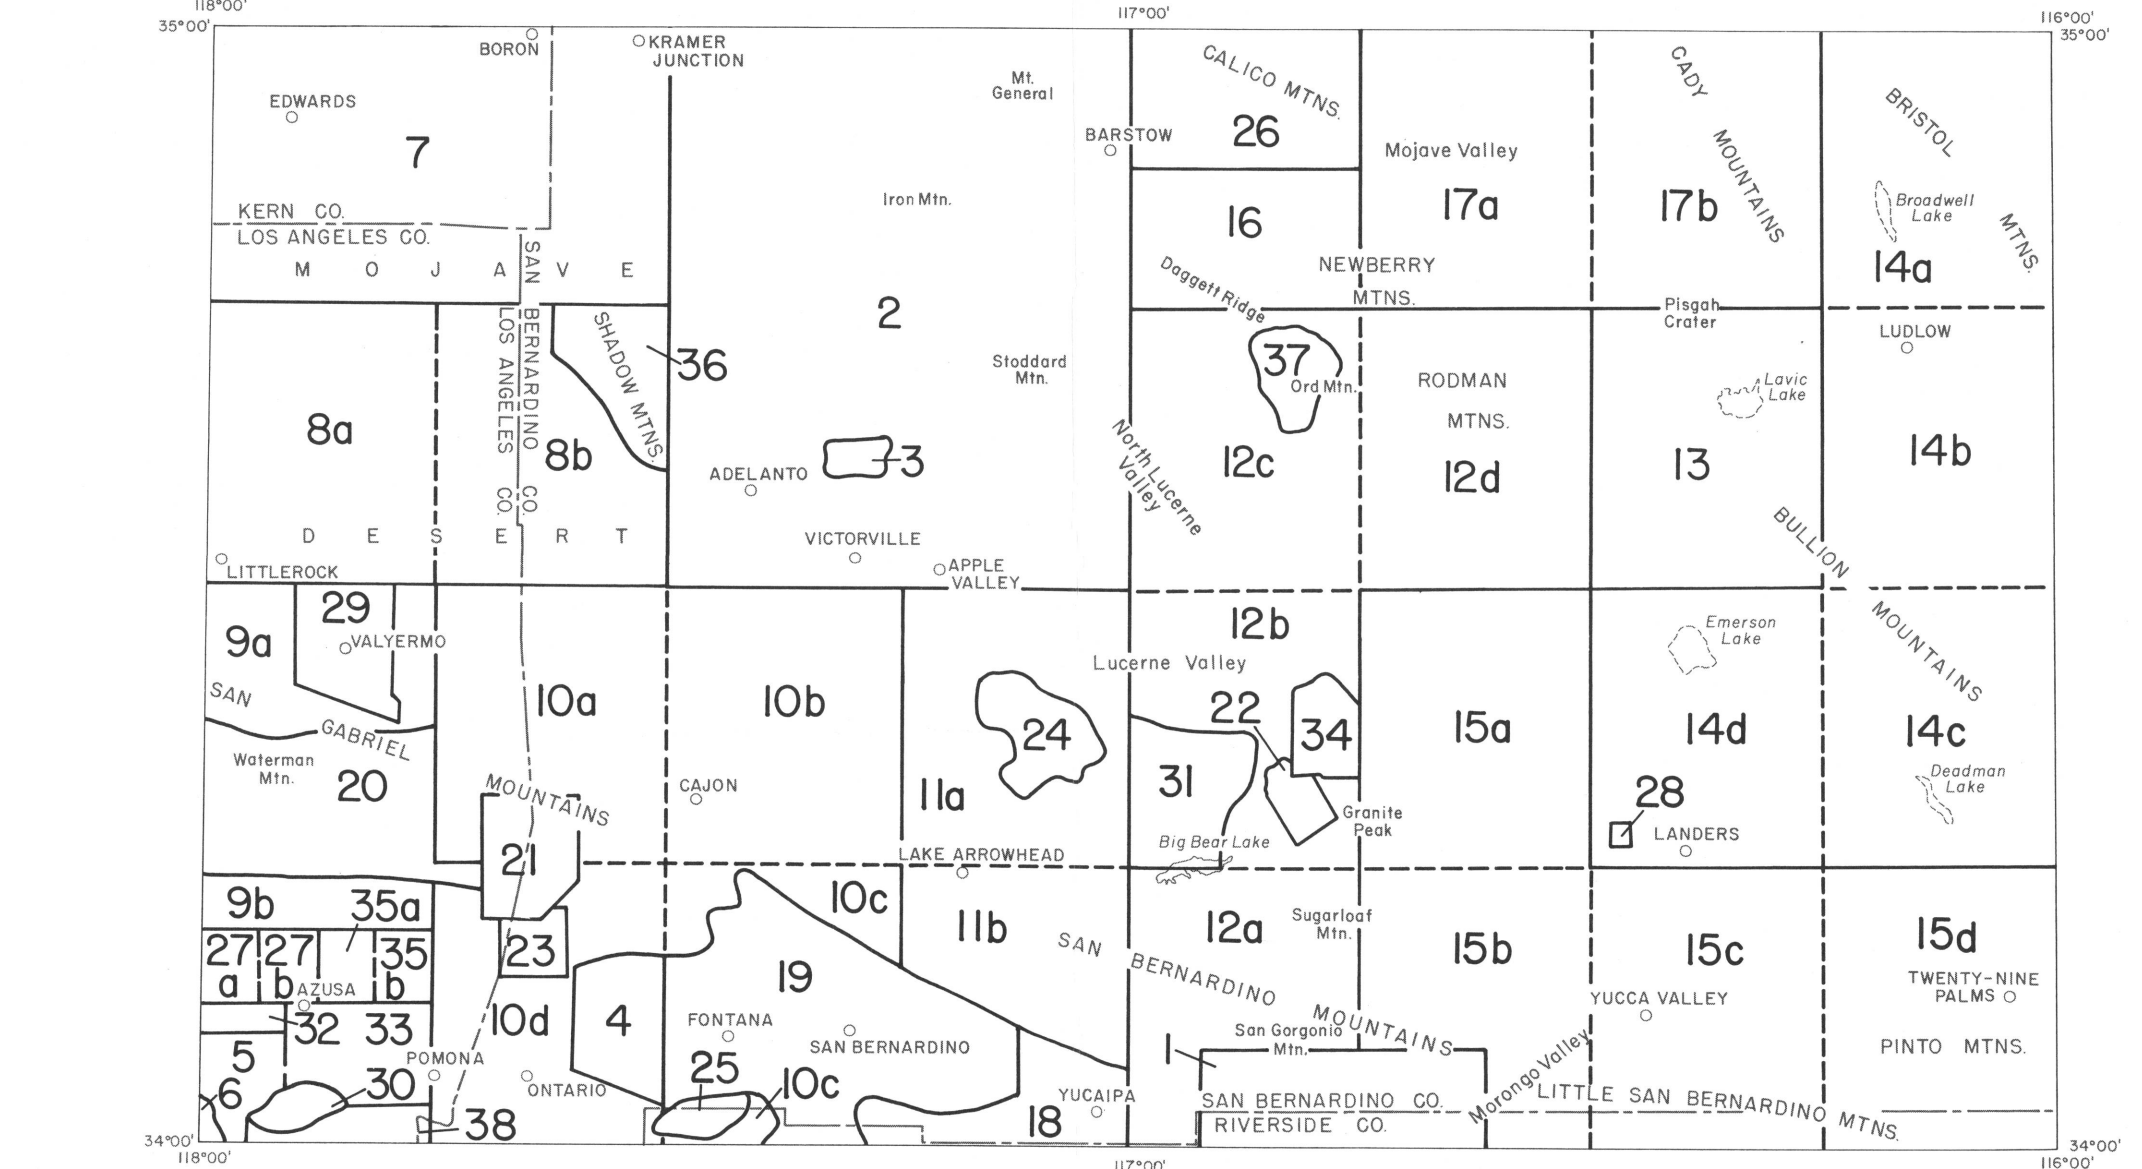 118°00'
117°00'
116°00'
35°00'
35°00'
BORON
KRAMER
JUNCTION
EDWARDS
7
KERN CO.
LOS ANGELES CO.
Mt.
General
BARSTOW
CALICO MTNS.
26
Mojave Valley
CADY
MOUNTAINS
BRISTOL
MTNS.
Iron Mtn.
16
17a
17b
Broadwell
Lake
14a
MOJAVE
2
Daggett Ridge
NEWBERRY
MTNS.
Pisgah
Crater
LUDLOW
SAN BERNARDINO CO.
LOS ANGELES CO.
SHADOW MTNS.
36
Stoddard
Mtn.
37
Ord Mtn.
RODMAN
MTNS.
Lavic
Lake
8a
8b
3
ADELANTO
North Lucerne
Valley
12c
12d
13
14b
DESERT
VICTORVILLE
APPLE
VALLEY
BULLION
MOUNTAINS
LITTLEROCK
29
VALYERMO
9a
12b
Lucerne Valley
Emerson
Lake
SAN
GABRIEL
MOUNTAINS
10a
10b
24
22
34
15a
14d
14c
Waterman
Mtn.
20
CAJON
11a
31
Granite
Peak
28
LANDERS
Deadman
Lake
21
LAKE ARROWHEAD
Big Bear Lake
9b
35a
10c
11b
12a
Sugarloaf
Mtn.
15b
15c
15d
27
a
27
b
35
b
23
SAN BERNARDINO MOUNTAINS
TWENTY-NINE
PALMS
AZUSA
19
YUCCA VALLEY
32
33
10d
4
FONTANA
SAN BERNARDINO
San Gorgonio
Mtn.
1
PINTO MTNS.
5
POMONA
6
30
ONTARIO
25
10c
YUCAIPA
SAN BERNARDINO CO.
RIVERSIDE CO.
Morongo Valley
LITTLE SAN BERNARDINO MTNS.
38
18
34°00'
34°00'
118°00'
117°00'
116°00'